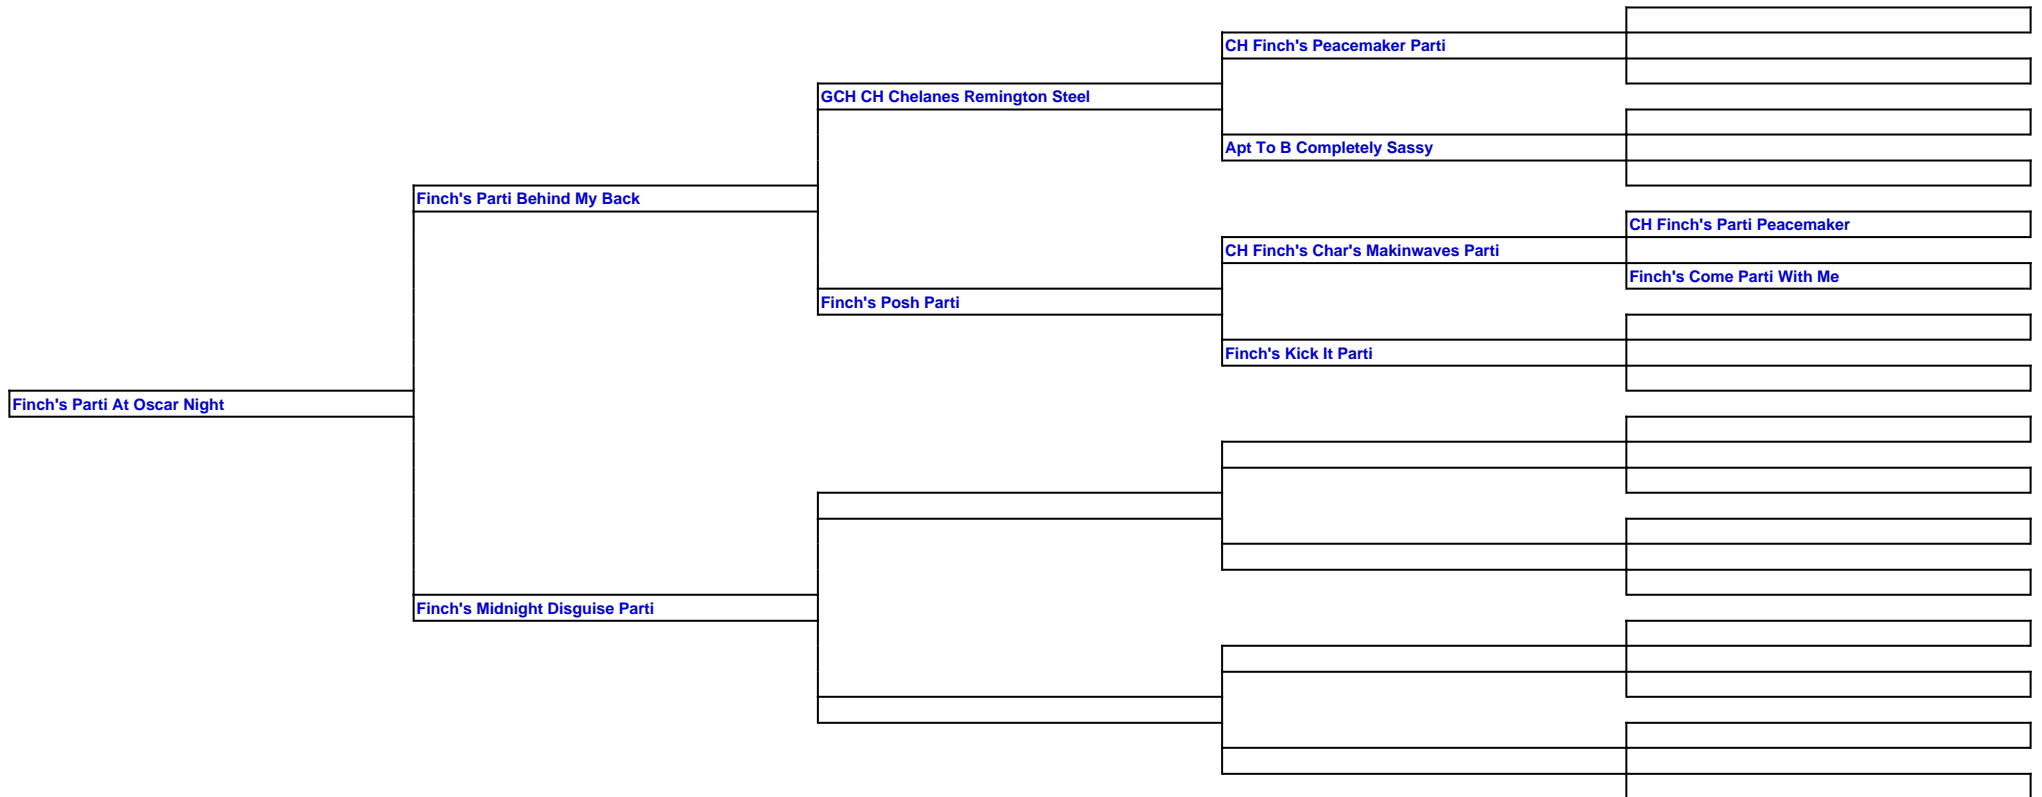 CH Finch's Peacemaker Parti
GCH CH Chelanes Remington Steel
Apt To B Completely Sassy
Finch's Parti Behind My Back
CH Finch's Parti Peacemaker
CH Finch's Char's Makinwaves Parti
Finch's Come Parti With Me
Finch's Posh Parti
Finch's Kick It Parti
Finch's Parti At Oscar Night
Finch's Midnight Disguise Parti